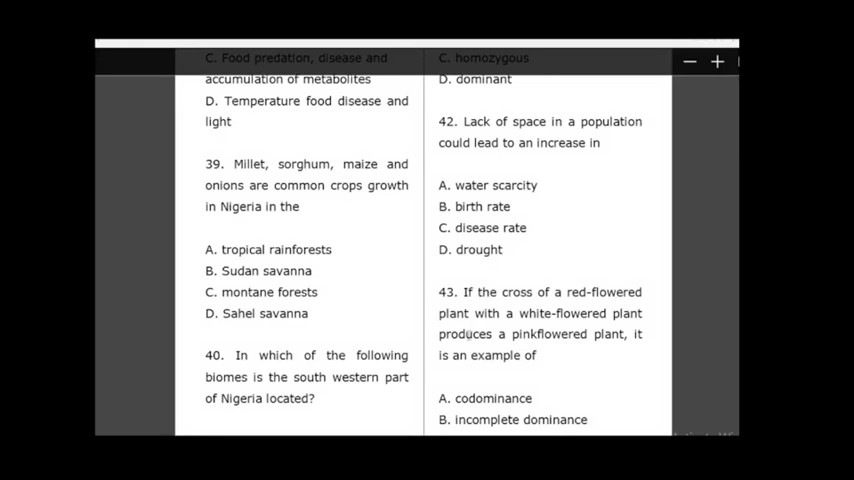 C. Food predation, disease and
accumulation of metabolites
D. Temperature food disease and
light
39. Millet, sorghum, maize and
onions are common crops growth
in Nigeria in the
A. tropical rainforests
B. Sudan savanna
C. montane forests
D. Sahel savanna
40. In which of the following
biomes is the south western part
of Nigeria located?
C. homozygous
D. dominant
42. Lack of space in a population
could lead to an increase in
A. water scarcity
B. birth rate
C. disease rate
D. drought
43. If the cross of a red-flowered
plant with a white-flowered plant
produces a pinkflowered plant, it
is an example of
A. codominance
B. incomplete dominance